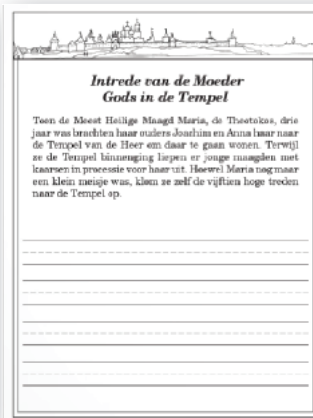 Intrede van de Moeder
Gods in de Tempel
Toen de Meest Heilige Maagd Maria, de Theotokos, drie
jaar was brachten haar ouders Joachim en Anna haar naar
de Tempel van de Heer om daar te gaan wonen. Terwijl
ze de Tempel binnenging liepen er jonge maagden met
kaarsen in processie voor haar uit. Hoewel Maria nog maar
een klein meisje was, klom ze zelf de vijftien hoge treden
naar de Tempel op.